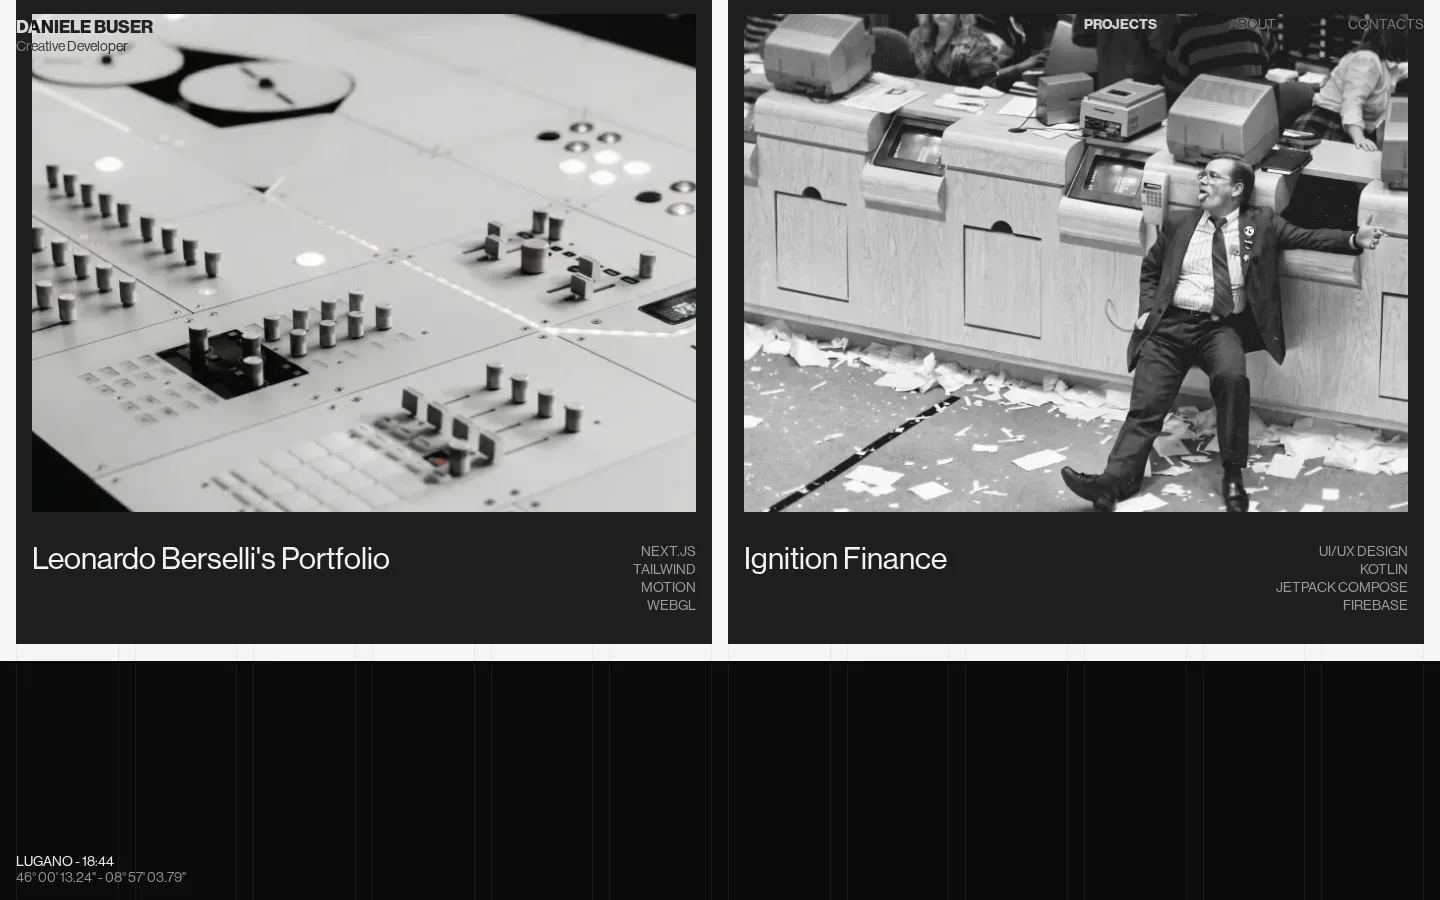 DANIELE BUSER
Creative Developer
PROJECTS
ABOUT
CONTACTS
Leonardo Berselli's Portfolio
NEXT.JS
TAILWIND
MOTION
WEBGL
Ignition Finance
UI/UX DESIGN
KOTLIN
JETPACK COMPOSE
FIREBASE
LUGANO - 18:44
46°00'13.24" - 08°57'03.79"